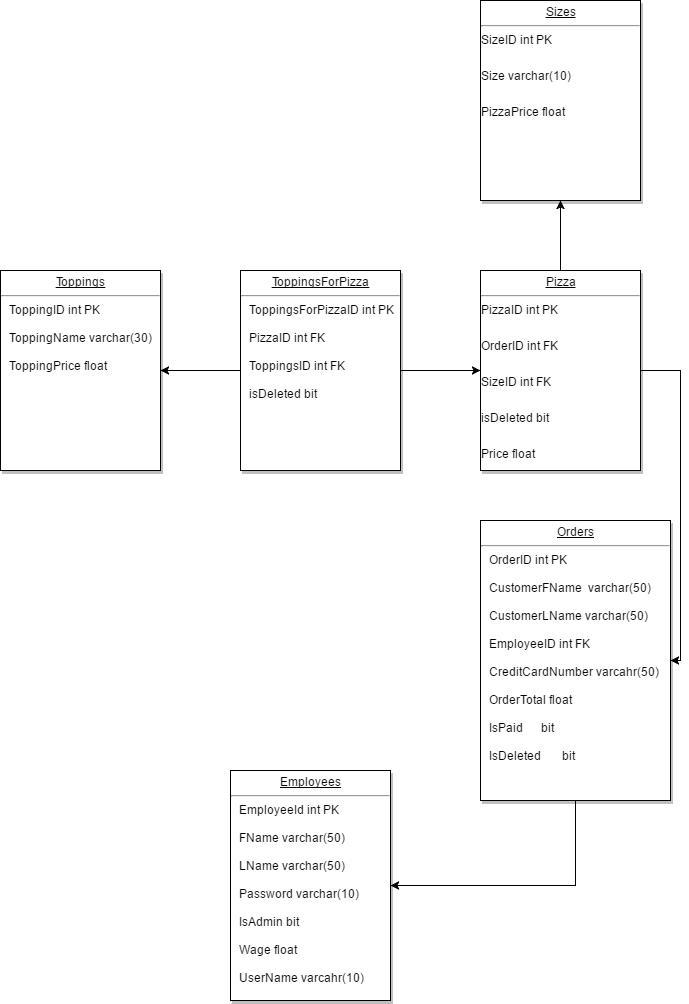 Sizes
SizeID int PK
Size varchar(10)
PizzaPrice float
Toppings
ToppingID int PK
ToppingName varchar(30)
ToppingPrice float
ToppingsForPizza
ToppingsForPizzaID int PK
PizzaID int FK
ToppingsID int FK
isDeleted bit
Pizza
PizzaID int PK
OrderID int FK
SizeID int FK
isDeleted bit
Price float
Orders
OrderID int PK
CustomerFName varchar(50)
CustomerLName varchar(50)
EmployeeID int FK
CreditCardNumber varcahr(50)
OrderTotal float
IsPaid bit
IsDeleted bit
Employees
EmployeeId int PK
FName varchar(50)
LName varchar(50)
Password varchar(10)
IsAdmin bit
Wage float
UserName varcahr(10)